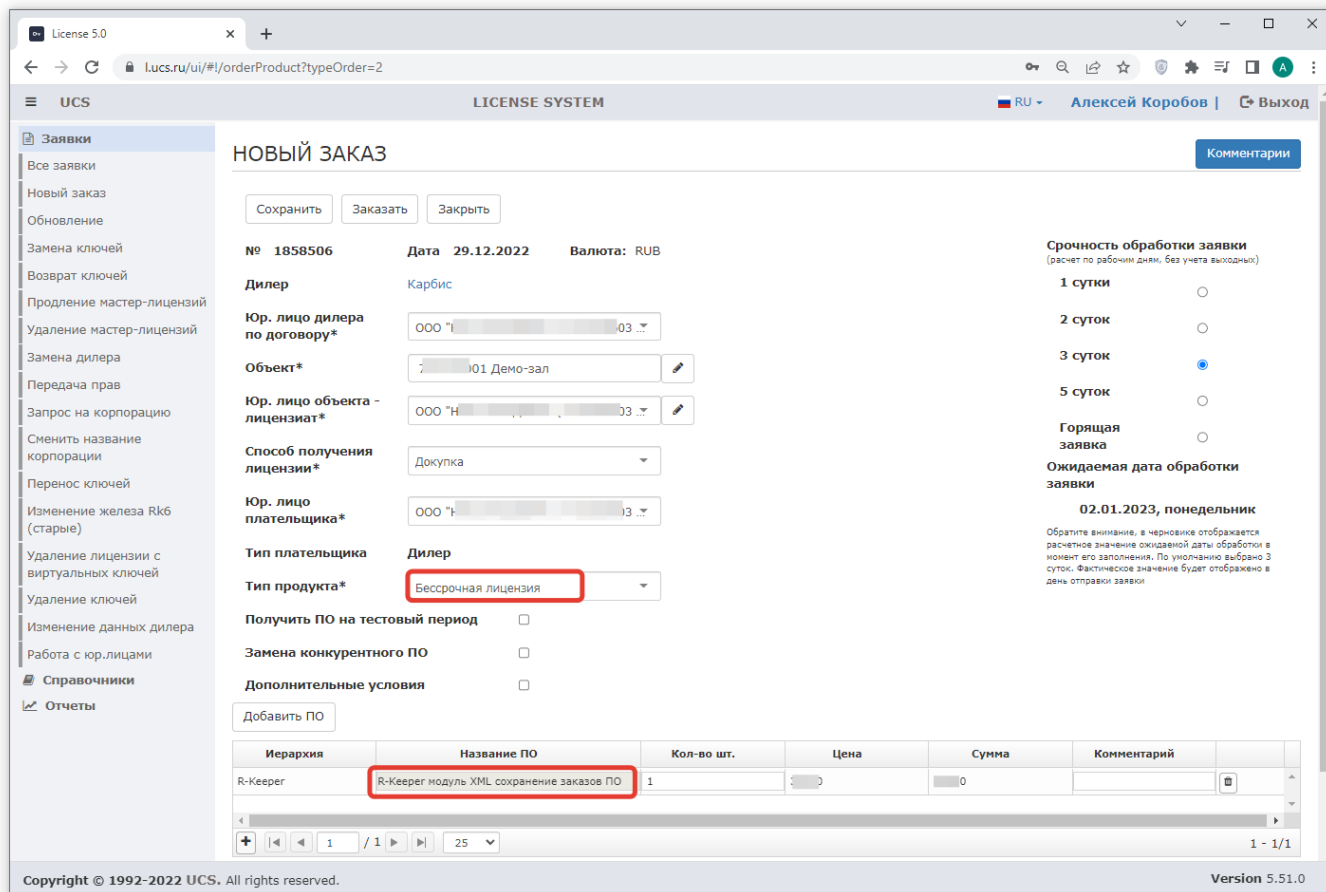 License 5.0
l.ucs.ru/ui/#!/orderProduct?typeOrder=2
A
UCS
LICENSE SYSTEM
RU
Алексей Коробов |
Выход
Заявки
Все заявки
Новый заказ
Обновление
Замена ключей
Возврат ключей
Продление мастер-лицензий
Удаление мастер-лицензий
Замена дилера
Передача прав
Запрос на корпорацию
Сменить название
корпорации
Перенос ключей
Изменение железа Rk6
(старые)
Удаление лицензии с
виртуальных ключей
Удаление ключей
Изменение данных дилера
Работа с юр.лицами
Справочники
Отчеты
НОВЫЙ ЗАКАЗ
Комментарии
Сохранить Заказать Закрыть
№ 1858506 Дата 29.12.2022 Валюта: RUB
Дилер Карбис
Юр. лицо дилера
по договору*
ООО "
03 ...
Объект*
01 Демо-зал
Юр. лицо объекта -
лицензиат*
ООО "Н
03 ...
Способ получения
лицензии*
Докупка
Юр. лицо
плательщика*
ООО "
3 ...
Тип плательщика Дилер
Тип продукта* Бессрочная лицензия
Получить ПО на тестовый период
Замена конкурентного ПО
Дополнительные условия
Срочность обработки заявки
(расчет по рабочим дням, без учета выходных)
1 сутки
2 суток
3 суток
5 суток
Горящая
заявка
Ожидаемая дата обработки
заявки
02.01.2023, понедельник
Обратите внимание, в черновике отображается
расчетное значение ожидаемой даты обработки в
момент его заполнения. По умолчанию выбрано 3
суток. Фактическое значение будет отображено в
день отправки заявки
Добавить ПО
Иерархия Название ПО Кол-во шт. Цена Сумма Комментарий
R-Keeper R-Keeper модуль XML сохранение заказов ПО 1 0 0
1 / 1 25 1 - 1/1
Copyright © 1992-2022 UCS. All rights reserved.
Version 5.51.0